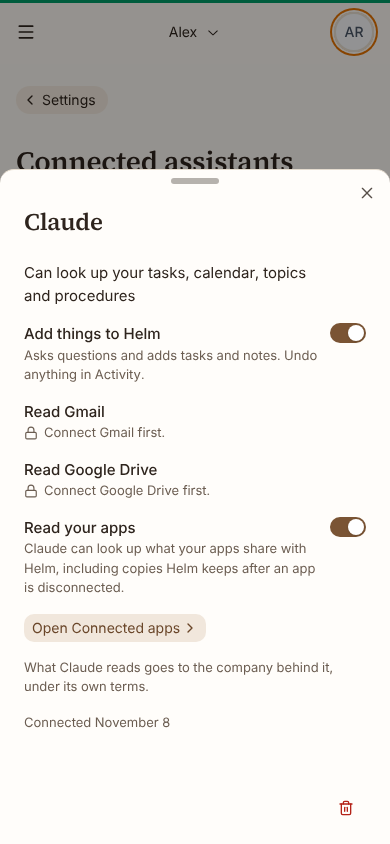 Alex
AR
Settings
Connected assistants
Claude
Can look up your tasks, calendar, topics
and procedures
Add things to Helm
Asks questions and adds tasks and notes. Undo
anything in Activity.
Read Gmail
Connect Gmail first.
Read Google Drive
Connect Google Drive first.
Read your apps
Claude can look up what your apps share with
Helm, including copies Helm keeps after an app
is disconnected.
Open Connected apps
What Claude reads goes to the company behind it,
under its own terms.
Connected November 8